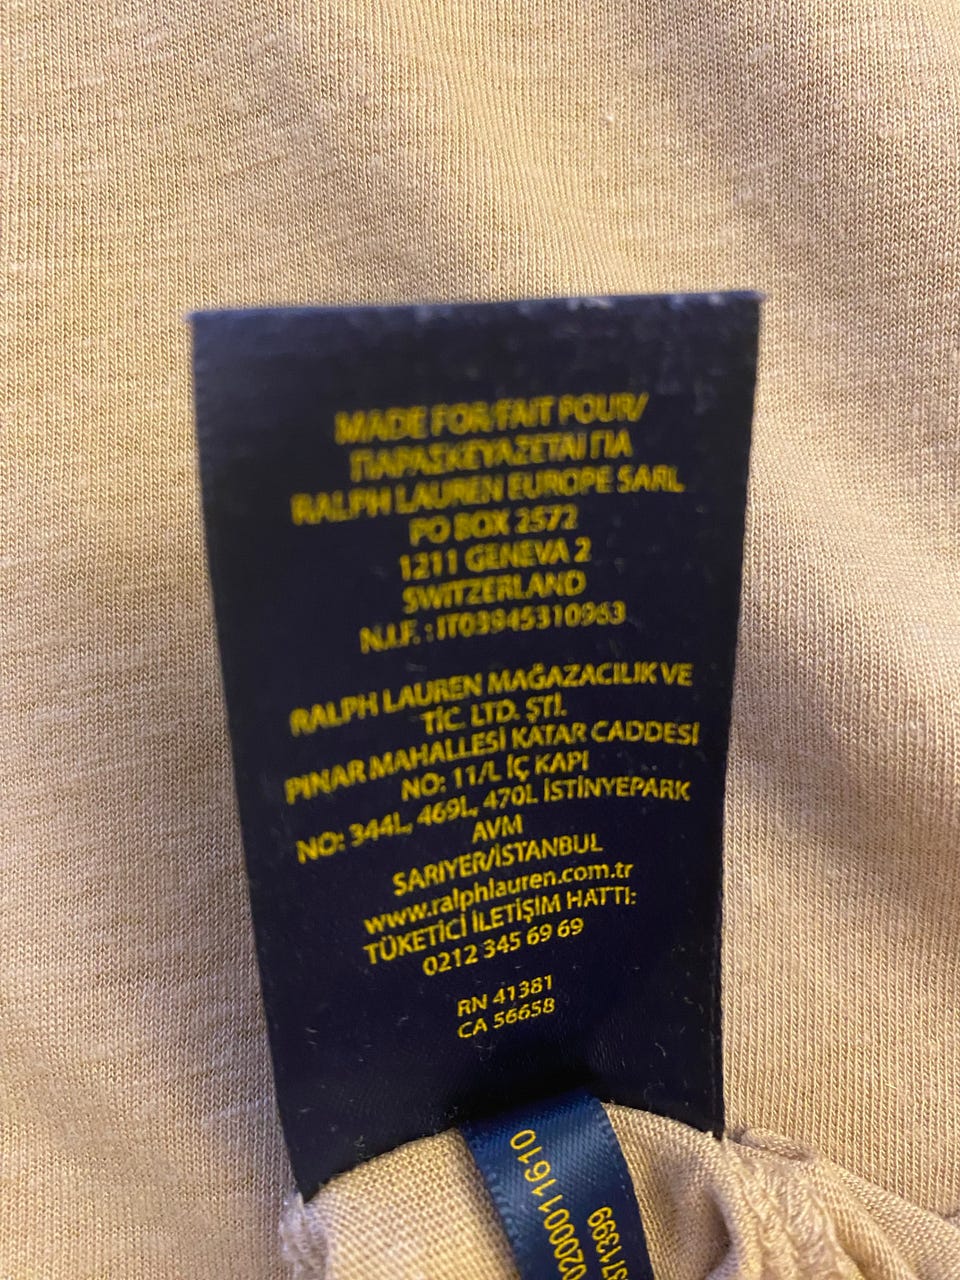 MADE FOR/FAIT POUR/
ΠΑΡΑΣΚΕΥΑΖΕΤΑΙ ΓΙΑ
RALPH LAUREN EUROPE SARL
PO BOX 2572
1211 GENEVA 2
SWITZERLAND
N.I.F. : IT03945310963
RALPH LAUREN MAĞAZACILIK VE
TİC. LTD. ŞTİ.
PINAR MAHALLESİ KATAR CADDESİ
NO: 11/L İÇ KAPI
NO: 344L, 469L, 470L İSTİNYEPARK
AVM
SARIYER/İSTANBUL
www.ralphlauren.com.tr
TÜKETİCİ İLETİŞİM HATTI:
0212 345 69 69
RN 41381
CA 56658
0200011610
371399